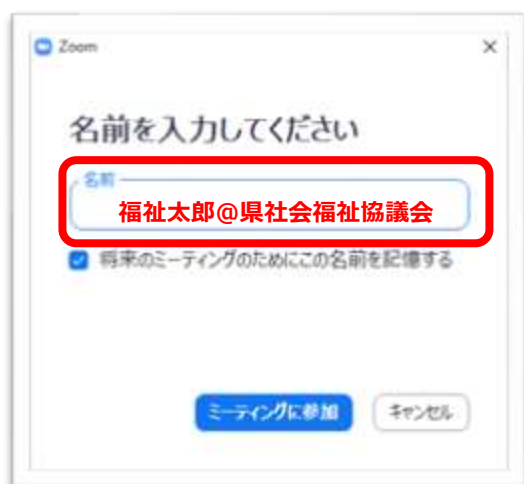 Zoom
名前を入力してください
名前
福祉太郎@県社会福祉協議会
将来のミーティングのためにこの名前を記憶する
ミーティングに参加
キャンセル